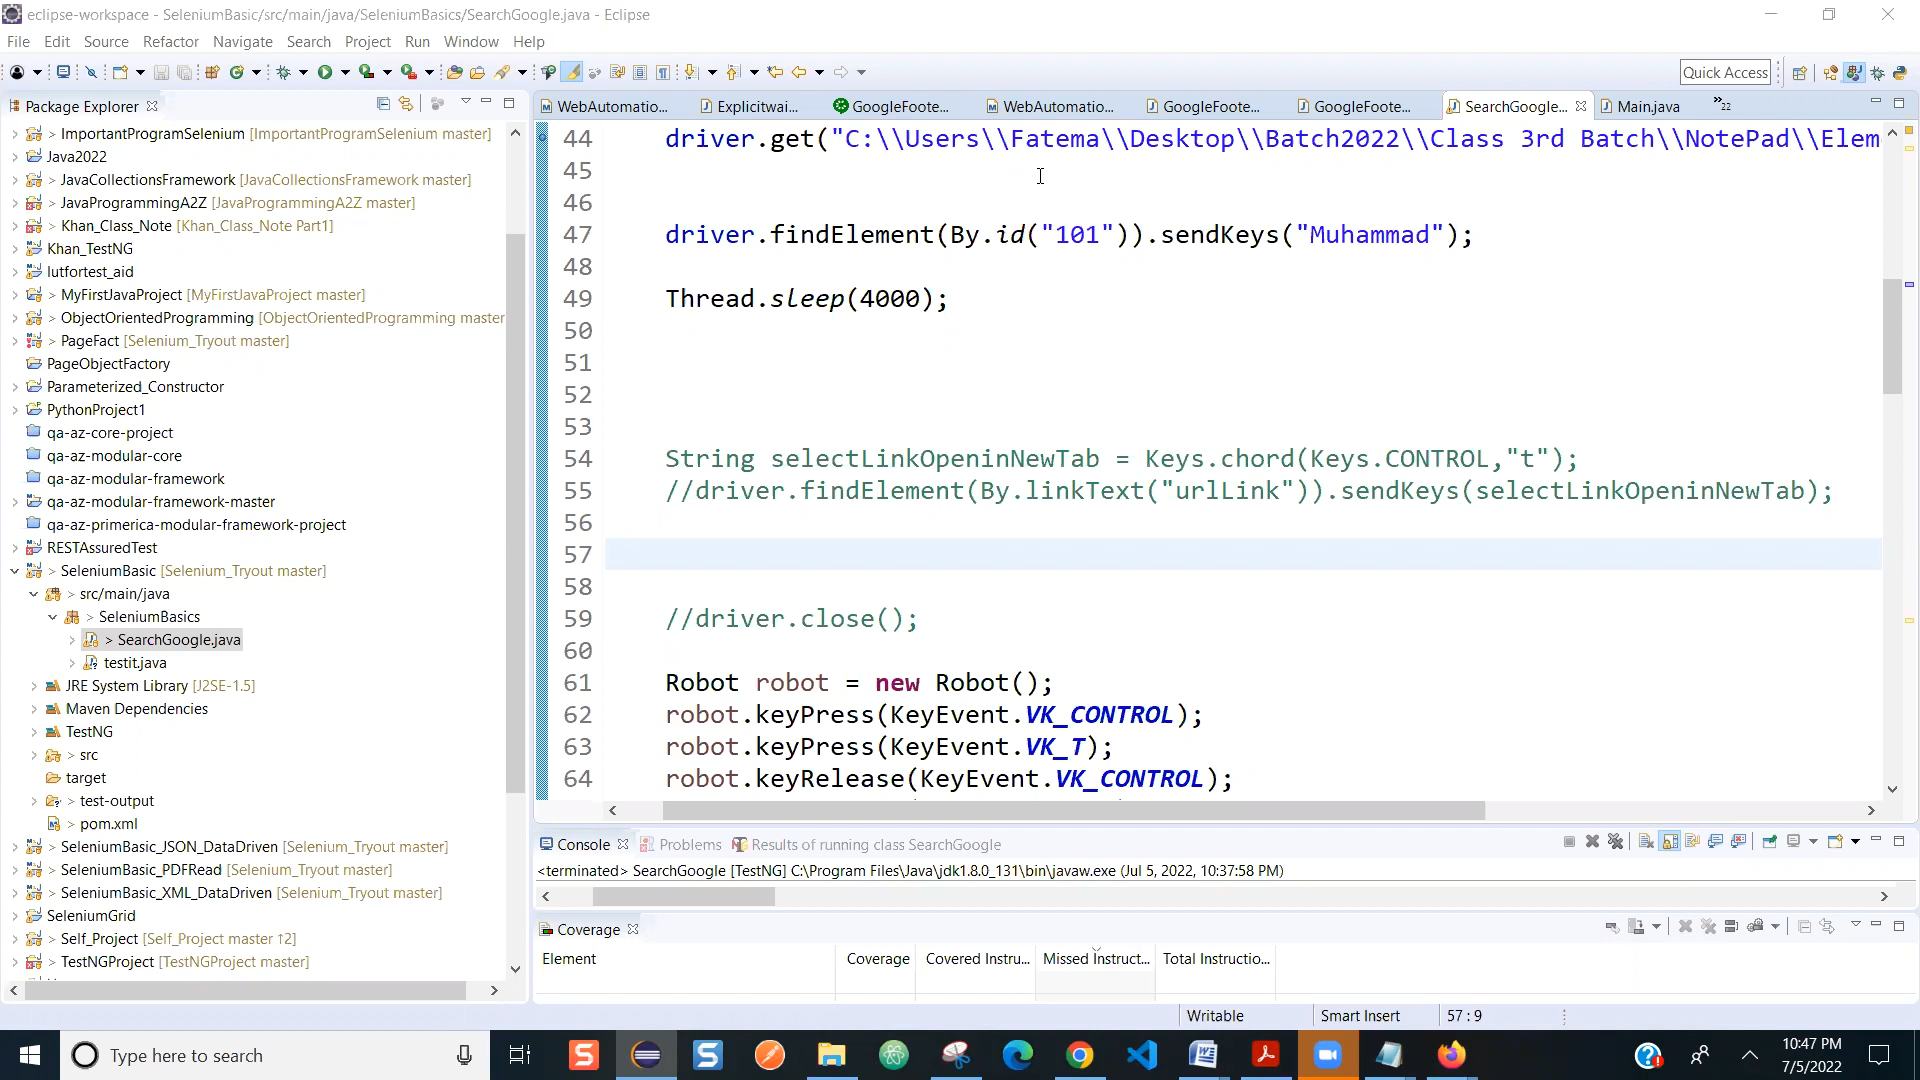 eclipse-workspace - SeleniumBasic/src/main/java/SeleniumBasics/SearchGoogle.java - Eclipse
File Edit Source Refactor Navigate Search Project Run Window Help
Quick Access
Package Explorer
WebAutomatio... Explicitwai... GoogleFoote... WebAutomatio... GoogleFoote... GoogleFoote... SearchGoogle... Main.java »22
> ImportantProgramSelenium [ImportantProgramSelenium master]
Java2022
> JavaCollectionsFramework [JavaCollectionsFramework master]
> JavaProgrammingA2Z [JavaProgrammingA2Z master]
> Khan_Class_Note [Khan_Class_Note Part1]
Khan_TestNG
lutfortest_aid
> MyFirstJavaProject [MyFirstJavaProject master]
> ObjectOrientedProgramming [ObjectOrientedProgramming master
> PageFact [Selenium_Tryout master]
PageObjectFactory
Parameterized_Constructor
PythonProject1
qa-az-core-project
qa-az-modular-core
qa-az-modular-framework
qa-az-modular-framework-master
qa-az-primerica-modular-framework-project
RESTAssuredTest
> SeleniumBasic [Selenium_Tryout master]
> src/main/java
> SeleniumBasics
> SearchGoogle.java
testit.java
JRE System Library [J2SE-1.5]
Maven Dependencies
TestNG
> src
target
> test-output
> pom.xml
> SeleniumBasic_JSON_DataDriven [Selenium_Tryout master]
> SeleniumBasic_PDFRead [Selenium_Tryout master]
> SeleniumBasic_XML_DataDriven [Selenium_Tryout master]
SeleniumGrid
> Self_Project [Self_Project master ↑2]
> TestNGProject [TestNGProject master]
44 driver.get("C:\\Users\\Fatema\\Desktop\\Batch2022\\Class 3rd Batch\\NotePad\\Elem
45
46
47 driver.findElement(By.id("101")).sendKeys("Muhammad");
48
49 Thread.sleep(4000);
50
51
52
53
54 String selectLinkOpeninNewTab = Keys.chord(Keys.CONTROL,"t");
55 //driver.findElement(By.linkText("urlLink")).sendKeys(selectLinkOpeninNewTab);
56
57
58
59 //driver.close();
60
61 Robot robot = new Robot();
62 robot.keyPress(KeyEvent.VK_CONTROL);
63 robot.keyPress(KeyEvent.VK_T);
64 robot.keyRelease(KeyEvent.VK_CONTROL);
Console Problems Results of running class SearchGoogle
<terminated> SearchGoogle [TestNG] C:\Program Files\Java\jdk1.8.0_131\bin\javaw.exe (Jul 5, 2022, 10:37:58 PM)
Coverage
Element Coverage Covered Instru... Missed Instruct... Total Instructio...
Writable Smart Insert 57 : 9
Type here to search
10:47 PM
7/5/2022